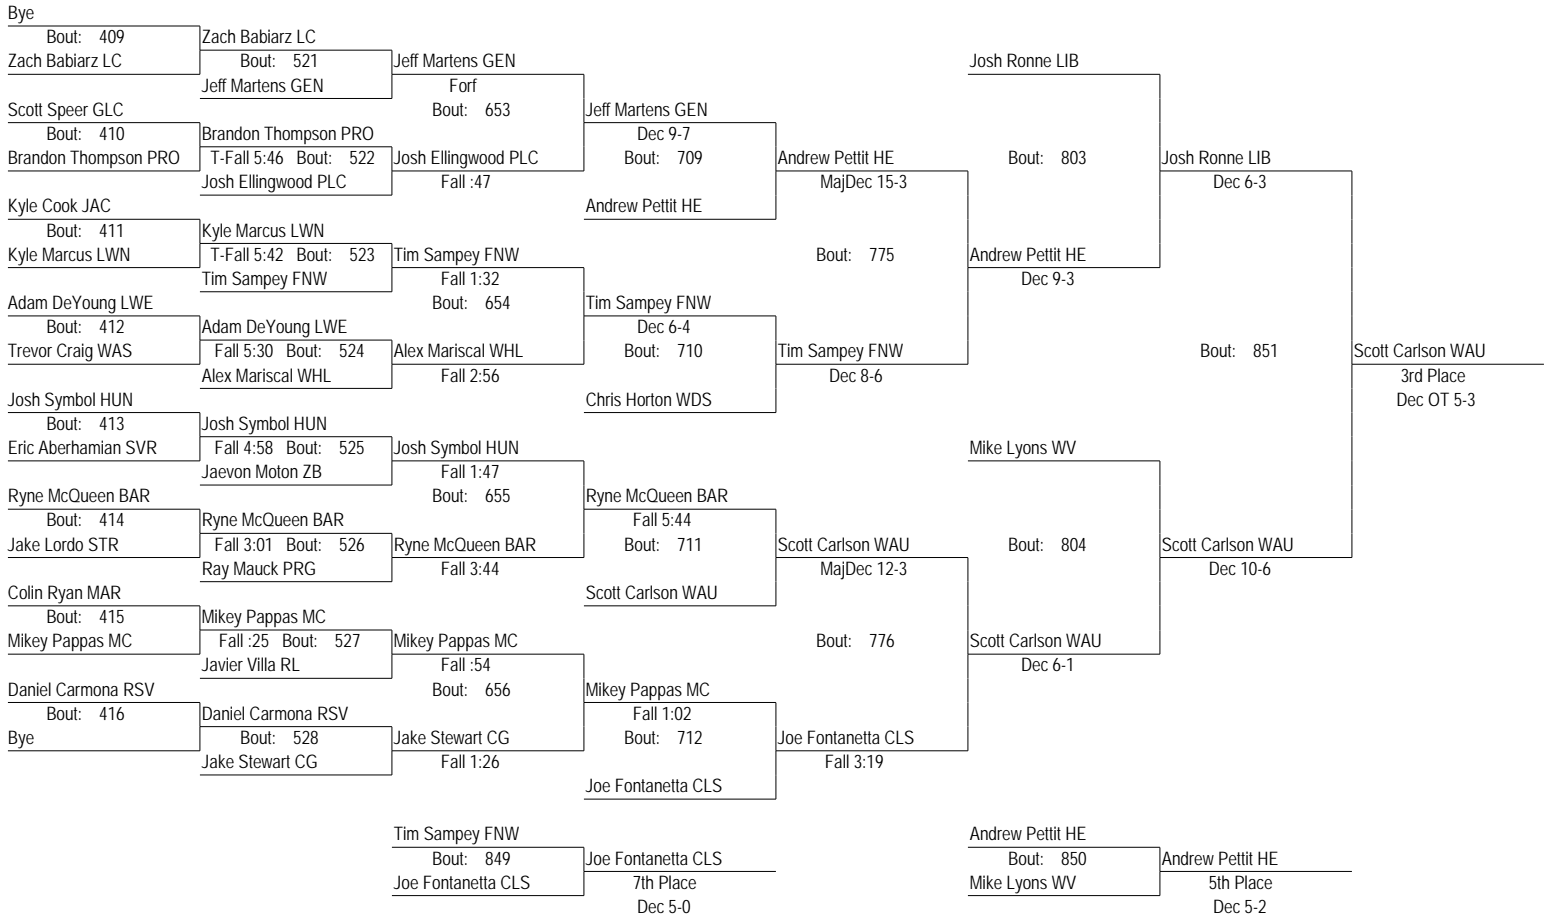 Bye
Bout: 409
Zach Babiarz LC
Scott Speer GLC
Bout: 410
Brandon Thompson PRO
Kyle Cook JAC
Bout: 411
Kyle Marcus LWN
Adam DeYoung LWE
Bout: 412
Trevor Craig WAS
Josh Symbol HUN
Bout: 413
Eric Aberhamian SVR
Ryne McQueen BAR
Bout: 414
Jake Lordo STR
Colin Ryan MAR
Bout: 415
Mikey Pappas MC
Daniel Carmona RSV
Bout: 416
Bye
Zach Babiarz LC
Bout: 521
Jeff Martens GEN
Brandon Thompson PRO
T-Fall 5:46 Bout: 522
Josh Ellingwood PLC
Kyle Marcus LWN
T-Fall 5:42 Bout: 523
Tim Sampey FNW
Adam DeYoung LWE
Fall 5:30 Bout: 524
Alex Mariscal WHL
Josh Symbol HUN
Fall 4:58 Bout: 525
Jaevon Moton ZB
Ryne McQueen BAR
Fall 3:01 Bout: 526
Ray Mauck PRG
Mikey Pappas MC
Fall :25 Bout: 527
Javier Villa RL
Daniel Carmona RSV
Bout: 528
Jake Stewart CG
Jeff Martens GEN
Forf
Bout: 653
Josh Ellingwood PLC
Fall :47
Tim Sampey FNW
Fall 1:32
Bout: 654
Alex Mariscal WHL
Fall 2:56
Josh Symbol HUN
Fall 1:47
Bout: 655
Ryne McQueen BAR
Fall 3:44
Mikey Pappas MC
Fall :54
Bout: 656
Jake Stewart CG
Fall 1:26
Jeff Martens GEN
Dec 9-7
Bout: 709
Andrew Pettit HE
Tim Sampey FNW
Dec 6-4
Bout: 710
Chris Horton WDS
Ryne McQueen BAR
Fall 5:44
Bout: 711
Scott Carlson WAU
Mikey Pappas MC
Fall 1:02
Bout: 712
Joe Fontanetta CLS
Andrew Pettit HE
MajDec 15-3
Bout: 775
Tim Sampey FNW
Dec 8-6
Scott Carlson WAU
MajDec 12-3
Bout: 776
Joe Fontanetta CLS
Fall 3:19
Josh Ronne LIB
Bout: 803
Andrew Pettit HE
Dec 9-3
Mike Lyons WV
Bout: 804
Scott Carlson WAU
Dec 6-1
Josh Ronne LIB
Dec 6-3
Bout: 851
Scott Carlson WAU
Dec 10-6
Scott Carlson WAU
3rd Place
Dec OT 5-3
Tim Sampey FNW
Bout: 849
Joe Fontanetta CLS
Joe Fontanetta CLS
7th Place
Dec 5-0
Andrew Pettit HE
Bout: 850
Mike Lyons WV
Andrew Pettit HE
5th Place
Dec 5-2